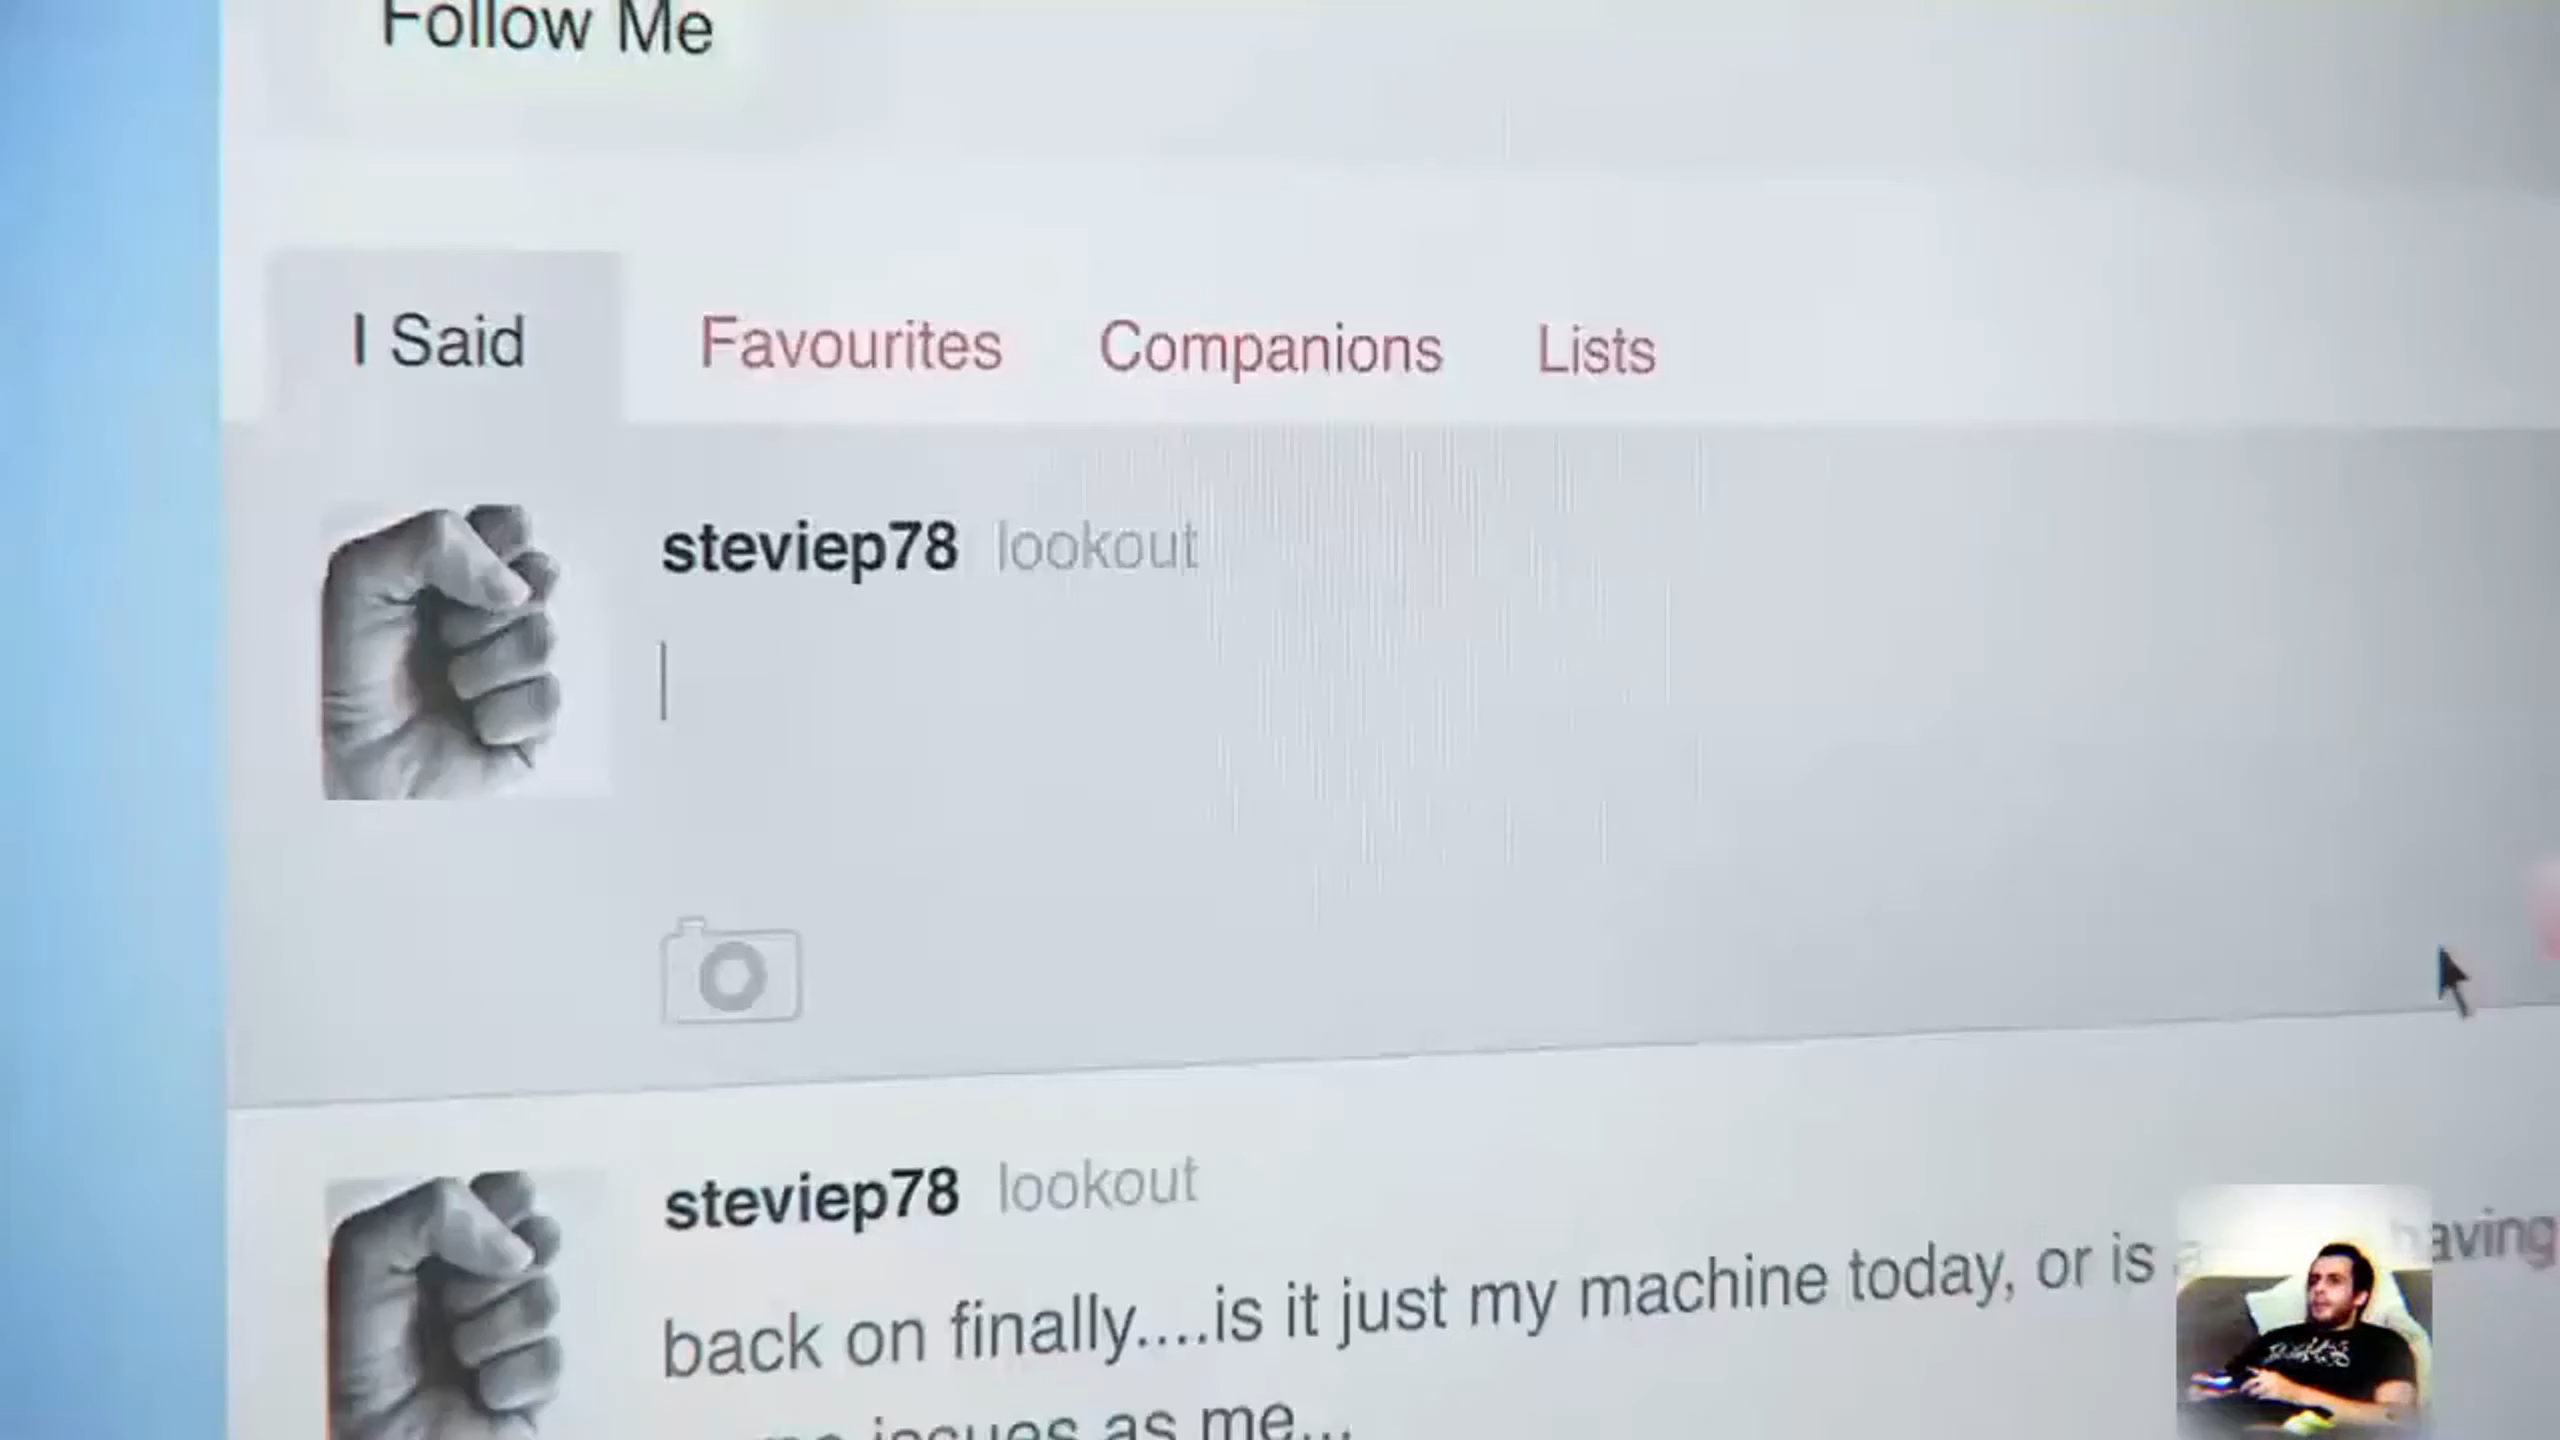 Follow Me
I Said Favourites Companions Lists
steviep78 lookout
steviep78 lookout
back on finally....is it just my machine today, or is having
issues as me...